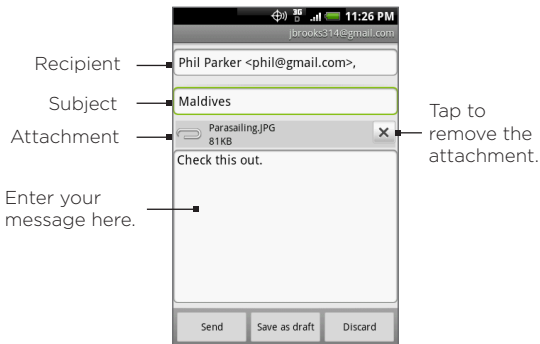 3G
D
11:26 PM
jbrooks314@gmail.com
Recipient
Phil Parker <phil@gmail.com>,
Subject
Maldives
Attachment
Parasailing.JPG
81KB
Tap to
remove the
attachment.
Check this out.
Enter your
message here.
Send
Save as draft
Discard